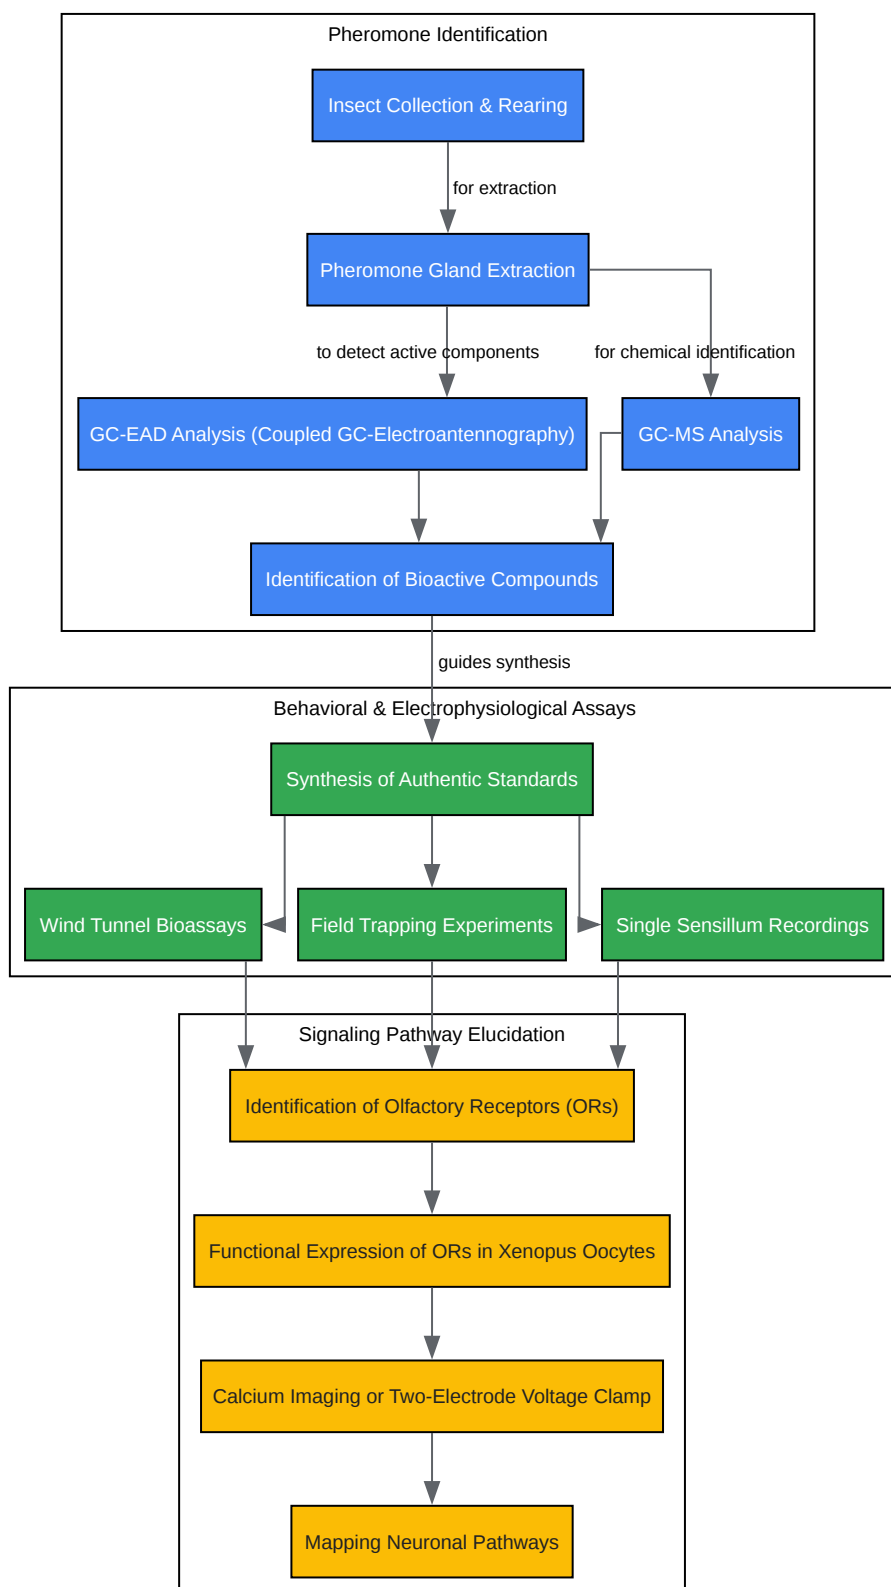 Pheromone Identification
Insect Collection & Rearing
for extraction
Pheromone Gland Extraction
to detect active components
for chemical identification
GC-EAD Analysis (Coupled GC-Electroantennography)
GC-MS Analysis
Identification of Bioactive Compounds
guides synthesis
Behavioral & Electrophysiological Assays
Synthesis of Authentic Standards
Wind Tunnel Bioassays
Field Trapping Experiments
Single Sensillum Recordings
Signaling Pathway Elucidation
Identification of Olfactory Receptors (ORs)
Functional Expression of ORs in Xenopus Oocytes
Calcium Imaging or Two-Electrode Voltage Clamp
Mapping Neuronal Pathways